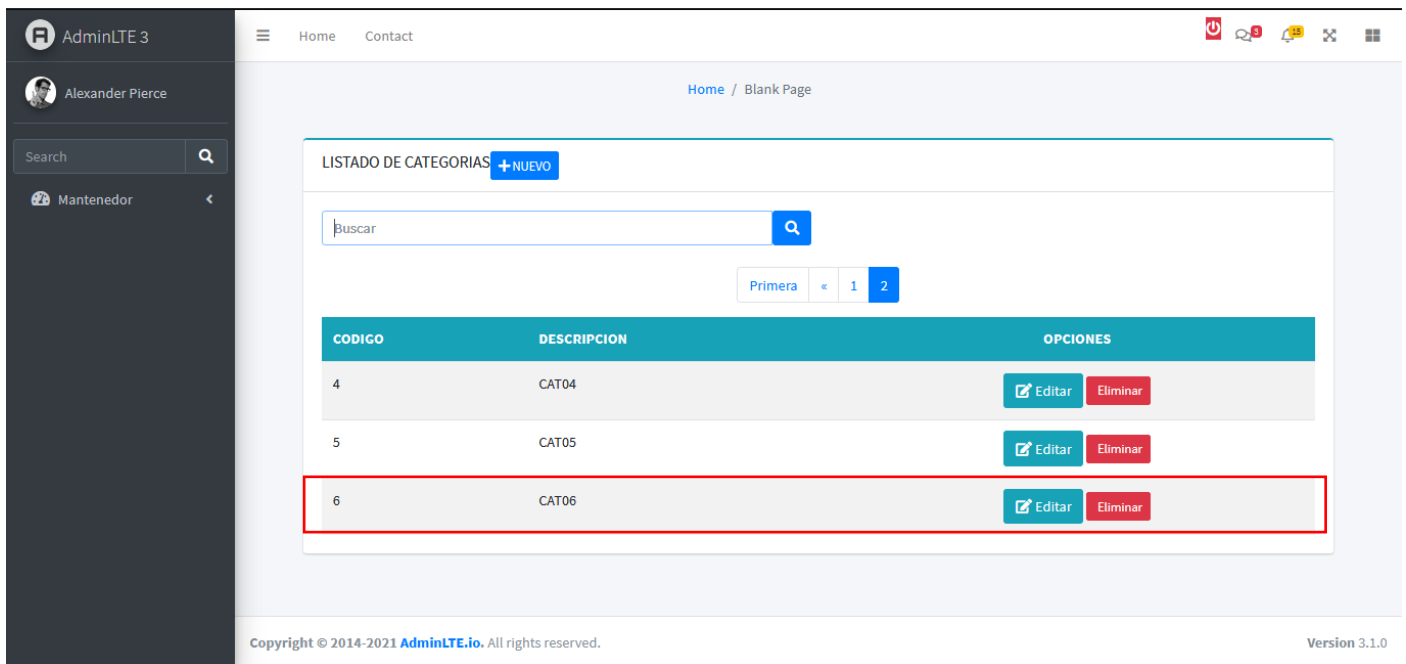 AdminLTE 3
Home Contact 3 15
Alexander Pierce
Home / Blank Page
Search
Mantenedor
LISTADO DE CATEGORIAS NUEVO
Buscar
Primera « 1 2
CODIGO DESCRIPCION OPCIONES
4 CAT04 Editar Eliminar
5 CAT05 Editar Eliminar
6 CAT06 Editar Eliminar
Copyright © 2014-2021 AdminLTE.io. All rights reserved. Version 3.1.0